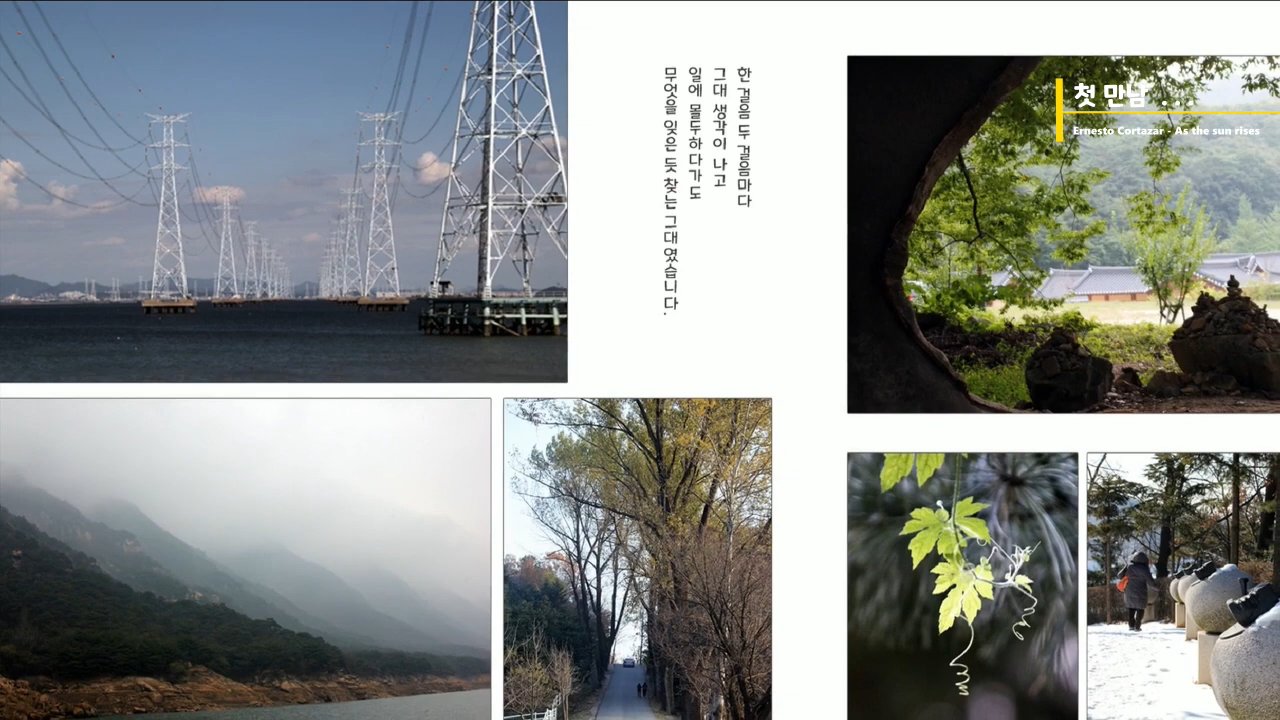 한 걸음 두 걸음마다
그대 생각이 나고
일에 몰두하다가도
무엇을 잊은 듯 찾는 그대였습니다.
첫 만남 . . .
Ernesto Cortazar - As the sun rises